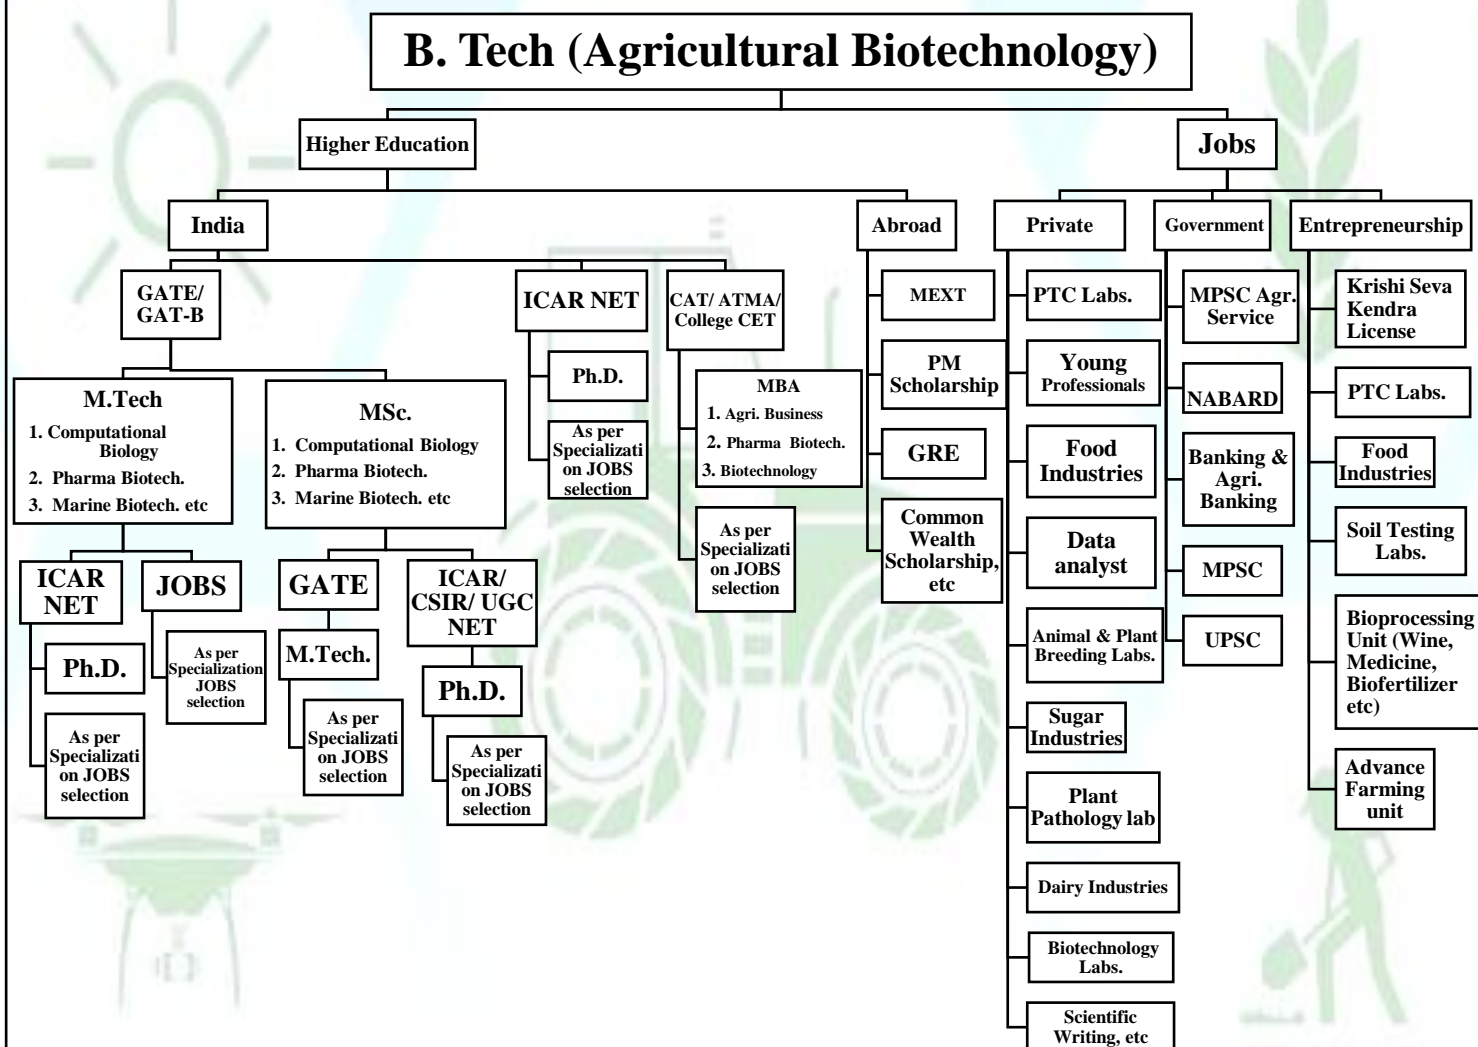 B. Tech (Agricultural Biotechnology)
Higher Education
Jobs
India
Abroad
Private
Government
Entrepreneurship
GATE/
GAT-B
ICAR NET
CAT/ ATMA/
College CET
M.Tech
1. Computational
Biology
2. Pharma Biotech.
3. Marine Biotech. etc
MSc.
1. Computational Biology
2. Pharma Biotech.
3. Marine Biotech. etc
Ph.D.
As per
Specializati
on JOBS
selection
MBA
1. Agri. Business
2. Pharma Biotech.
3. Biotechnology
As per
Specializati
on JOBS
selection
ICAR
NET
JOBS
GATE
ICAR/
CSIR/ UGC
NET
Ph.D.
As per
Specializati
on JOBS
selection
As per
Specialization
JOBS
selection
M.Tech.
As per
Specializati
on JOBS
selection
Ph.D.
As per
Specializati
on JOBS
selection
MEXT
PM
Scholarship
GRE
Common
Wealth
Scholarship,
etc
PTC Labs.
Young
Professionals
Food
Industries
Data
analyst
Animal & Plant
Breeding Labs.
Sugar
Industries
Plant
Pathology lab
Dairy Industries
Biotechnology
Labs.
Scientific
Writing, etc
MPSC Agr.
Service
NABARD
Banking &
Agri.
Banking
MPSC
UPSC
Krishi Seva
Kendra
License
PTC Labs.
Food
Industries
Soil Testing
Labs.
Bioprocessing
Unit (Wine,
Medicine,
Biofertilizer
etc)
Advance
Farming
unit